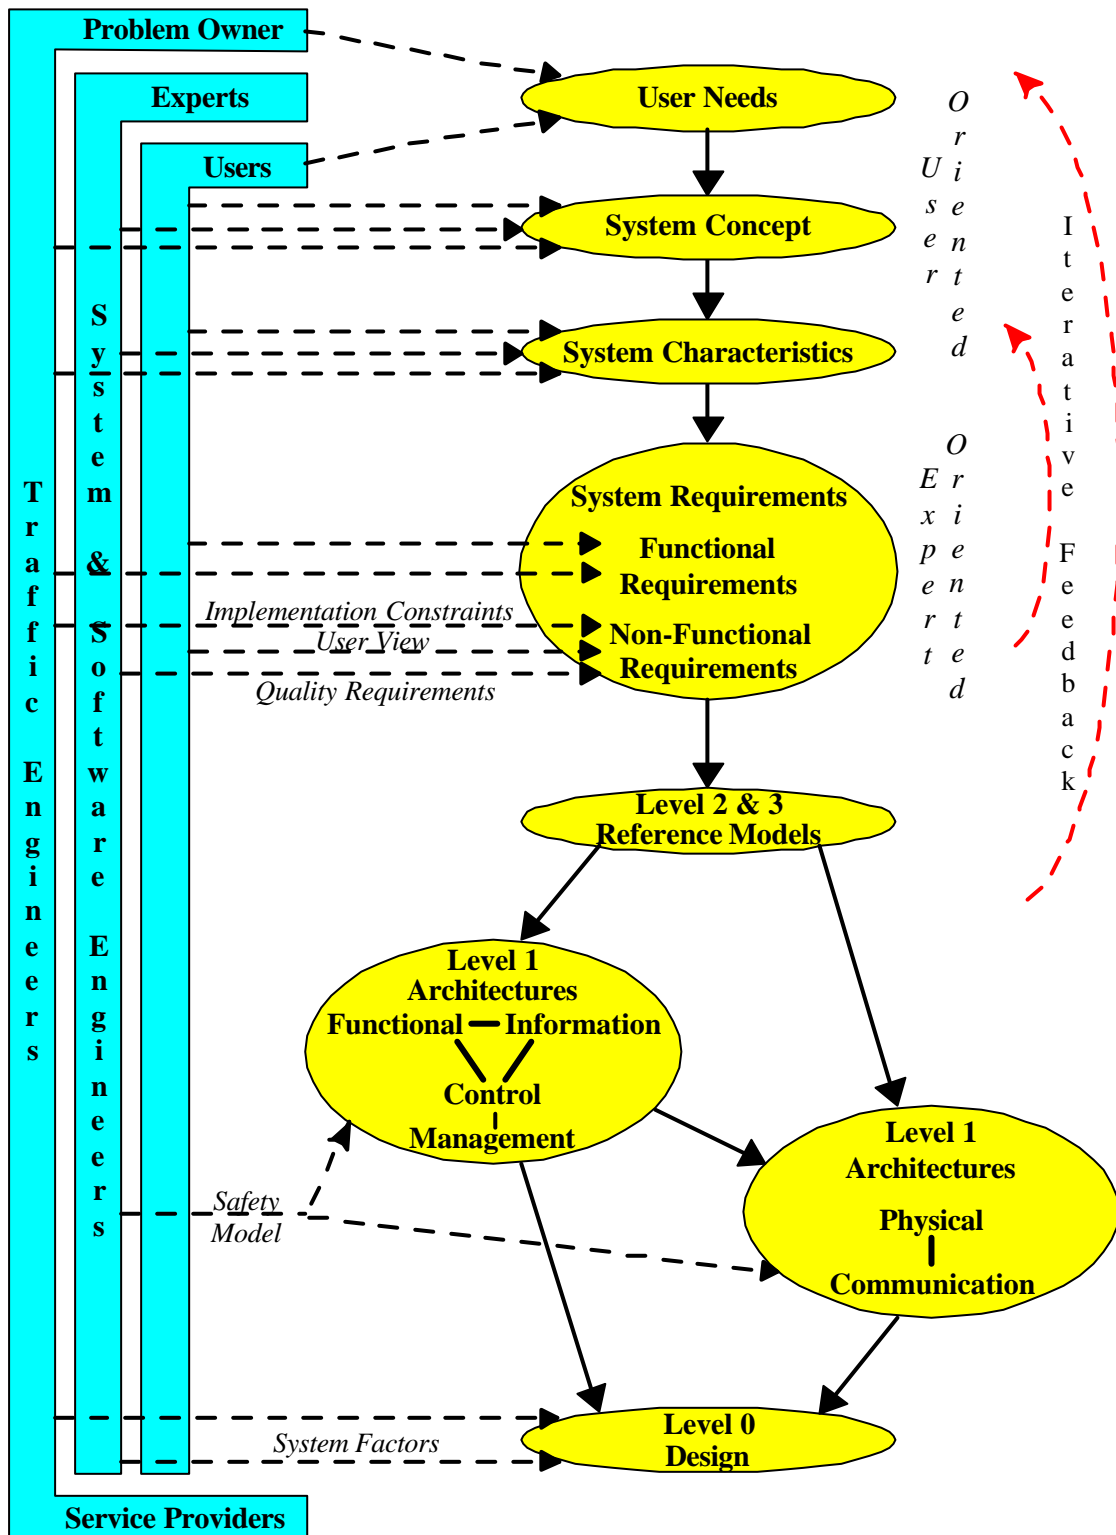 Problem Owner
Experts
Users
Traffic Engineers
System & Software Engineers
Service Providers
User Needs
System Concept
System Characteristics
System Requirements
Functional
Requirements
Non-Functional
Requirements
Implementation Constraints
User View
Quality Requirements
Level 2 & 3
Reference Models
Level 1
Architectures
Functional Information
Control
Management
Level 1
Architectures
Physical
Communication
Safety
Model
System Factors
Level 0
Design
User
Oriented
Expert
Oriented
Iterative Feedback